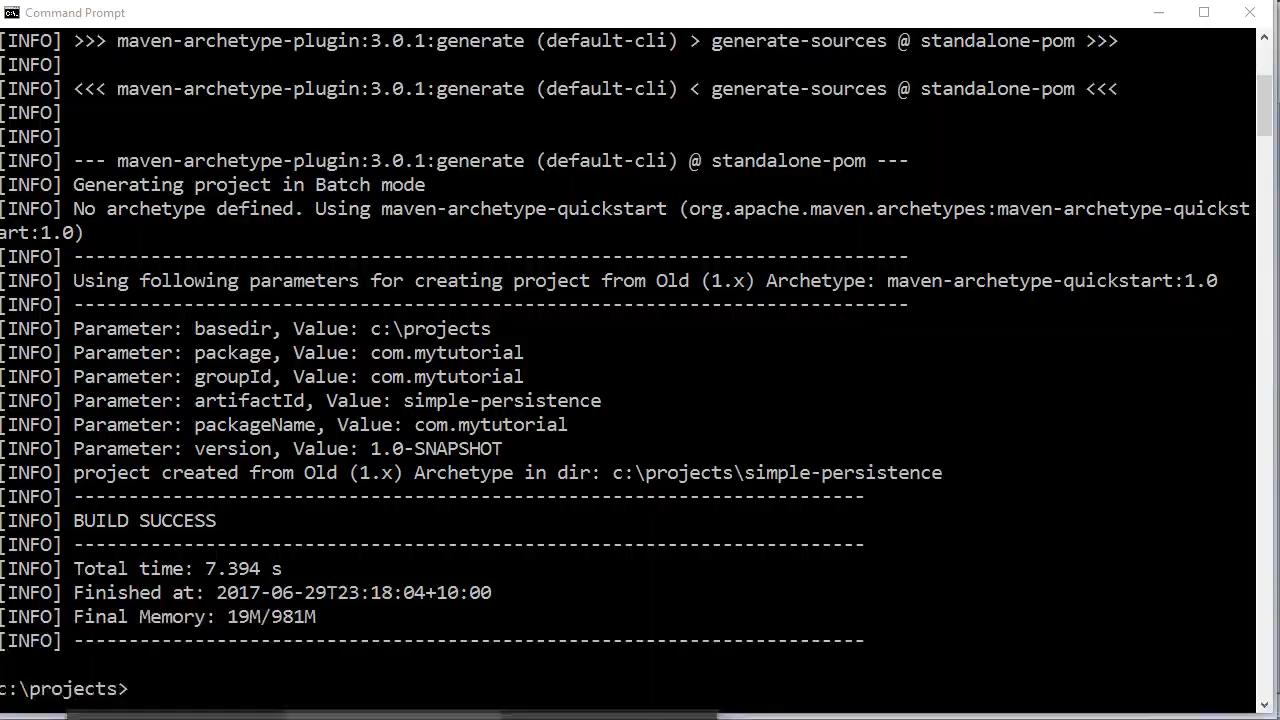 Command Prompt
[INFO] >>> maven-archetype-plugin:3.0.1:generate (default-cli) > generate-sources @ standalone-pom >>>
[INFO]
[INFO] <<< maven-archetype-plugin:3.0.1:generate (default-cli) < generate-sources @ standalone-pom <<<
[INFO]
[INFO]
[INFO] --- maven-archetype-plugin:3.0.1:generate (default-cli) @ standalone-pom ---
[INFO] Generating project in Batch mode
[INFO] No archetype defined. Using maven-archetype-quickstart (org.apache.maven.archetypes:maven-archetype-quickst
art:1.0)
[INFO] ----------------------------------------------------------------------------
[INFO] Using following parameters for creating project from Old (1.x) Archetype: maven-archetype-quickstart:1.0
[INFO] ----------------------------------------------------------------------------
[INFO] Parameter: basedir, Value: c:\projects
[INFO] Parameter: package, Value: com.mytutorial
[INFO] Parameter: groupId, Value: com.mytutorial
[INFO] Parameter: artifactId, Value: simple-persistence
[INFO] Parameter: packageName, Value: com.mytutorial
[INFO] Parameter: version, Value: 1.0-SNAPSHOT
[INFO] project created from Old (1.x) Archetype in dir: c:\projects\simple-persistence
[INFO] ------------------------------------------------------------------------
[INFO] BUILD SUCCESS
[INFO] ------------------------------------------------------------------------
[INFO] Total time: 7.394 s
[INFO] Finished at: 2017-06-29T23:18:04+10:00
[INFO] Final Memory: 19M/981M
[INFO] ------------------------------------------------------------------------
c:\projects>